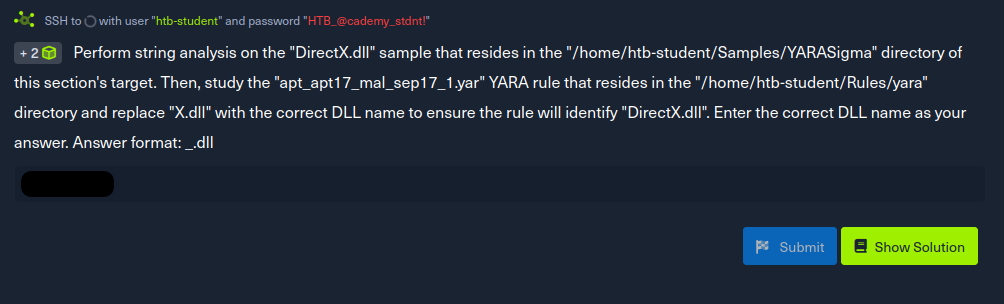 SSH to with user "htb-student" and password "HTB_@cademy_stdnt!"
+ 2 Perform string analysis on the "DirectX.dll" sample that resides in the "/home/htb-student/Samples/YARASigma" directory of
this section's target. Then, study the "apt_apt17_mal_sep17_1.yar" YARA rule that resides in the "/home/htb-student/Rules/yara"
directory and replace "X.dll" with the correct DLL name to ensure the rule will identify "DirectX.dll". Enter the correct DLL name as your
answer. Answer format: _.dll
Submit
Show Solution